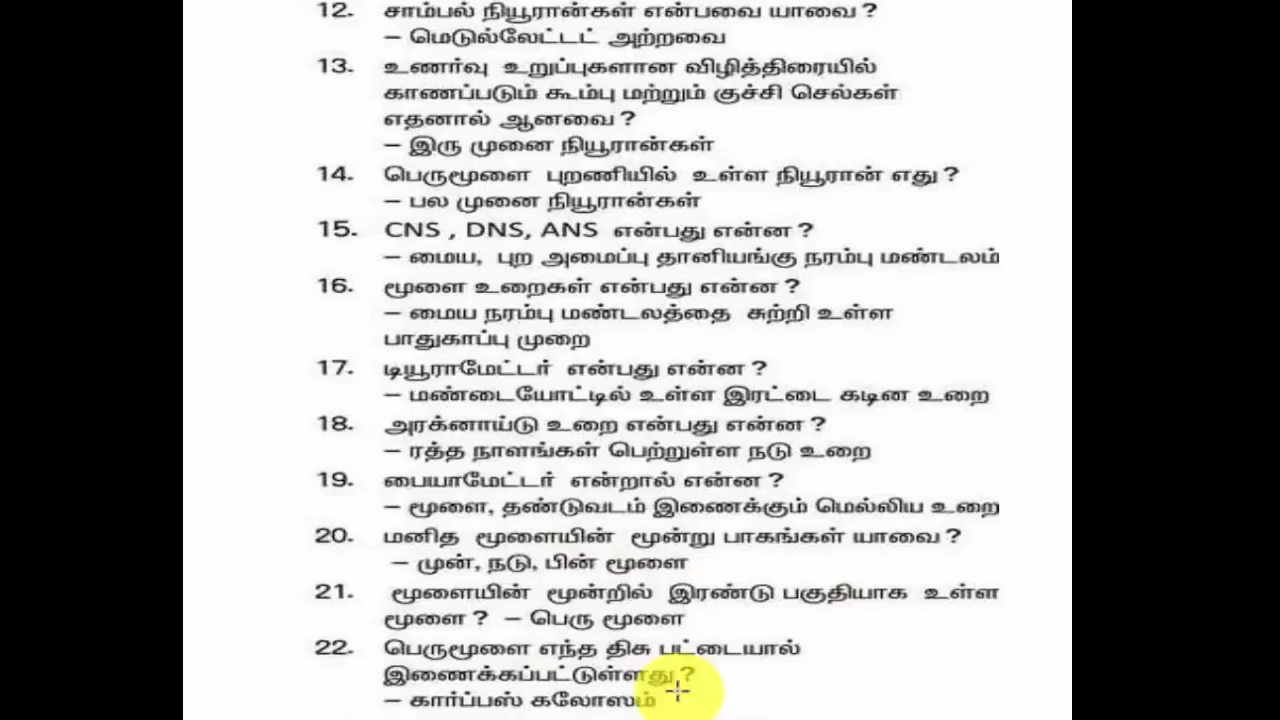 12. சாம்பல் நியூரான்கள் என்பவை யாவை ?
– மெடுல்லேட்டட் அற்றவை
13. உணர்வு உறுப்புகளான விழித்திரையில்
காணப்படும் கூம்பு மற்றும் குச்சி செல்கள்
எதனால் ஆனவை ?
– இரு முனை நியூரான்கள்
14. பெருமூளை புறணியில் உள்ள நியூரான் எது ?
– பல முனை நியூரான்கள்
15. CNS , DNS, ANS என்பது என்ன ?
– மைய, புற அமைப்பு தானியங்கு நரம்பு மண்டலம்
16. மூளை உறைகள் என்பது என்ன ?
– மைய நரம்பு மண்டலத்தை சுற்றி உள்ள
பாதுகாப்பு முறை
17. டியூராமேட்டர் என்பது என்ன ?
– மண்டையோட்டில் உள்ள இரட்டை கடின உறை
18. அரக்னாய்டு உறை என்பது என்ன ?
– ரத்த நாளங்கள் பெற்றுள்ள நடு உறை
19. பையாமேட்டர் என்றால் என்ன ?
– மூளை, தண்டுவடம் இணைக்கும் மெல்லிய உறை
20. மனித மூளையின் மூன்று பாகங்கள் யாவை ?
– முன், நடு, பின் மூளை
21. மூளையின் மூன்றில் இரண்டு பகுதியாக உள்ள
மூளை ? – பெரு மூளை
22. பெருமூளை எந்த திசு பட்டையால்
இணைக்கப்பட்டுள்ளது ?
– கார்ப்பஸ் கலோஸம்